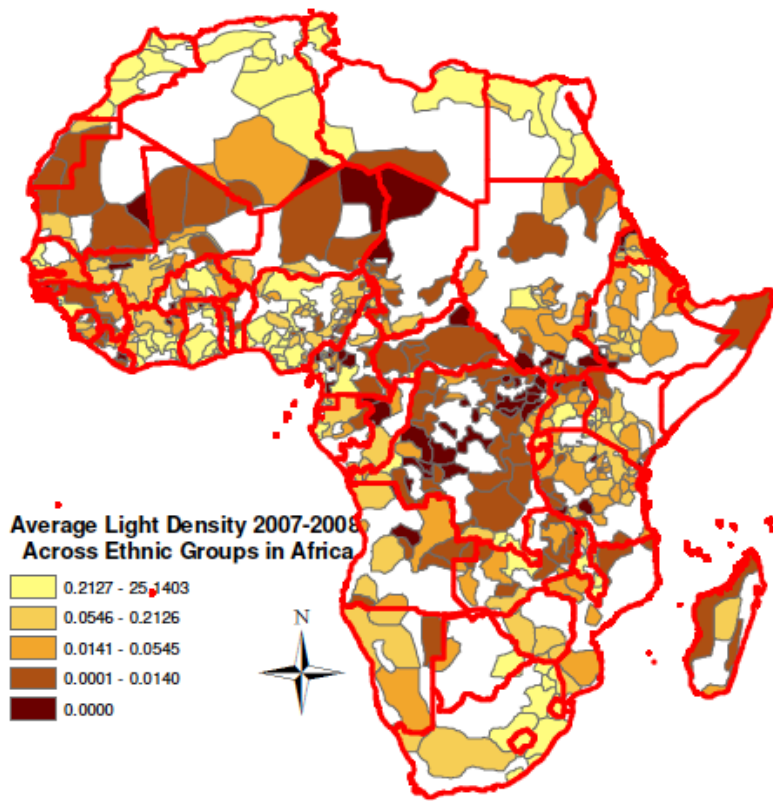 Average Light Density 2007-2008
Across Ethnic Groups in Africa
0.2127 - 25.1403
0.0546 - 0.2126
0.0141 - 0.0545
0.0001 - 0.0140
0.0000
N